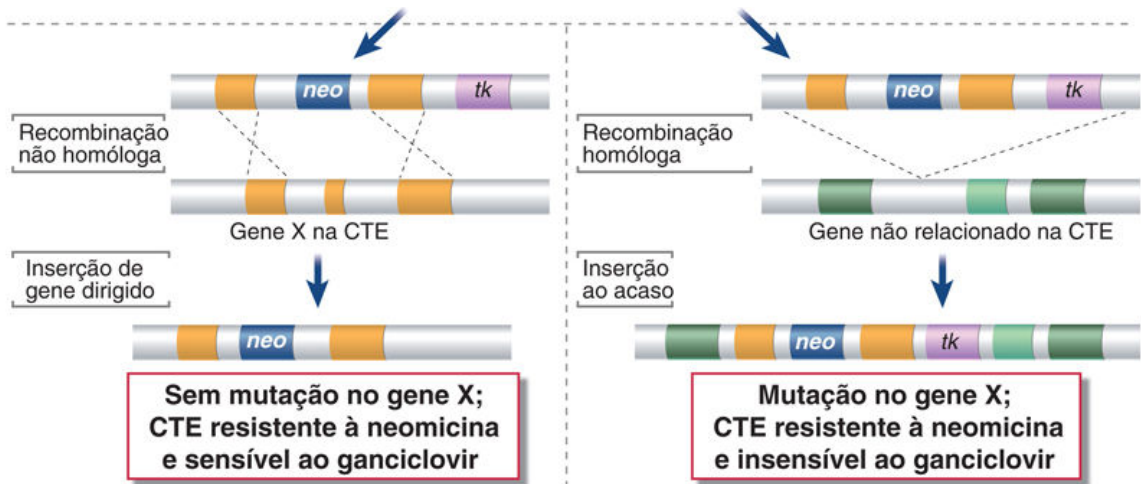 neo
tk
Recombinação
não homóloga
Gene X na CTE
Inserção de
gene dirigido
neo
Sem mutação no gene X;
CTE resistente à neomicina
e sensível ao ganciclovir
neo
tk
Recombinação
homóloga
Gene não relacionado na CTE
Inserção
ao acaso
neo
tk
Mutação no gene X;
CTE resistente à neomicina
e insensível ao ganciclovir